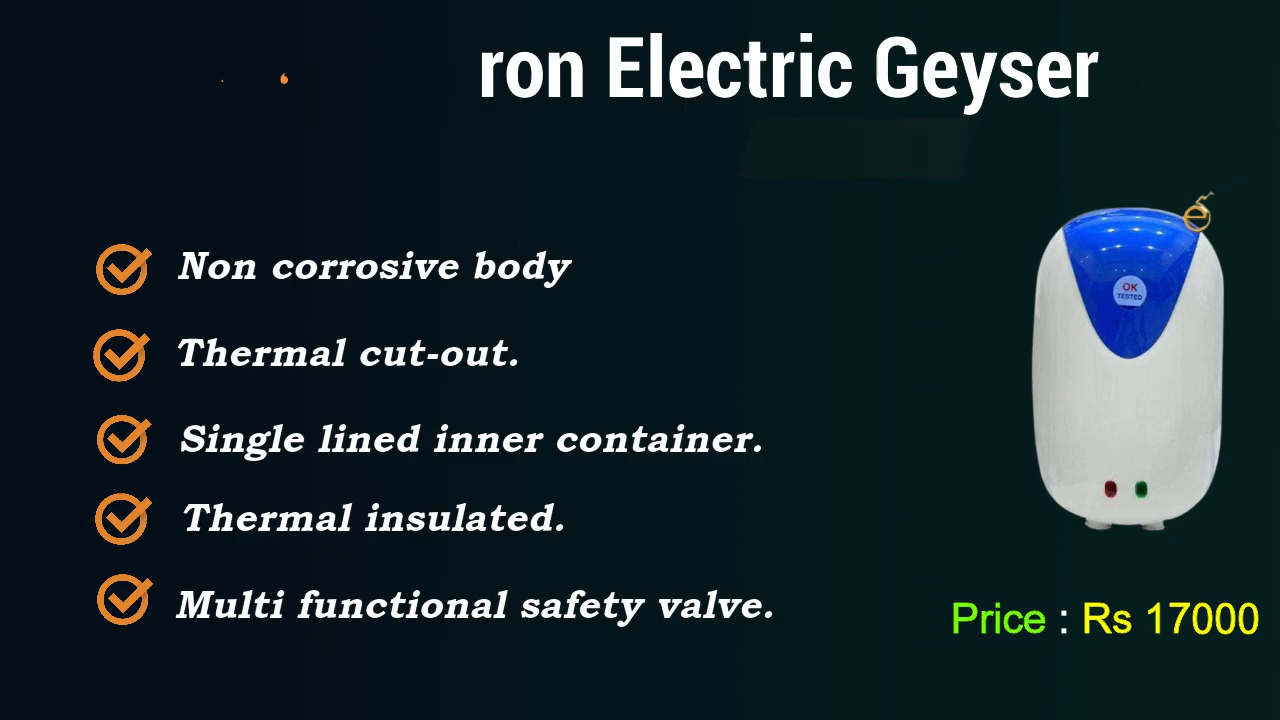 ron Electric Geyser
Non corrosive body
Thermal cut-out.
Single lined inner container.
Thermal insulated.
Multi functional safety valve.
OK
TESTED
Price : Rs 17000